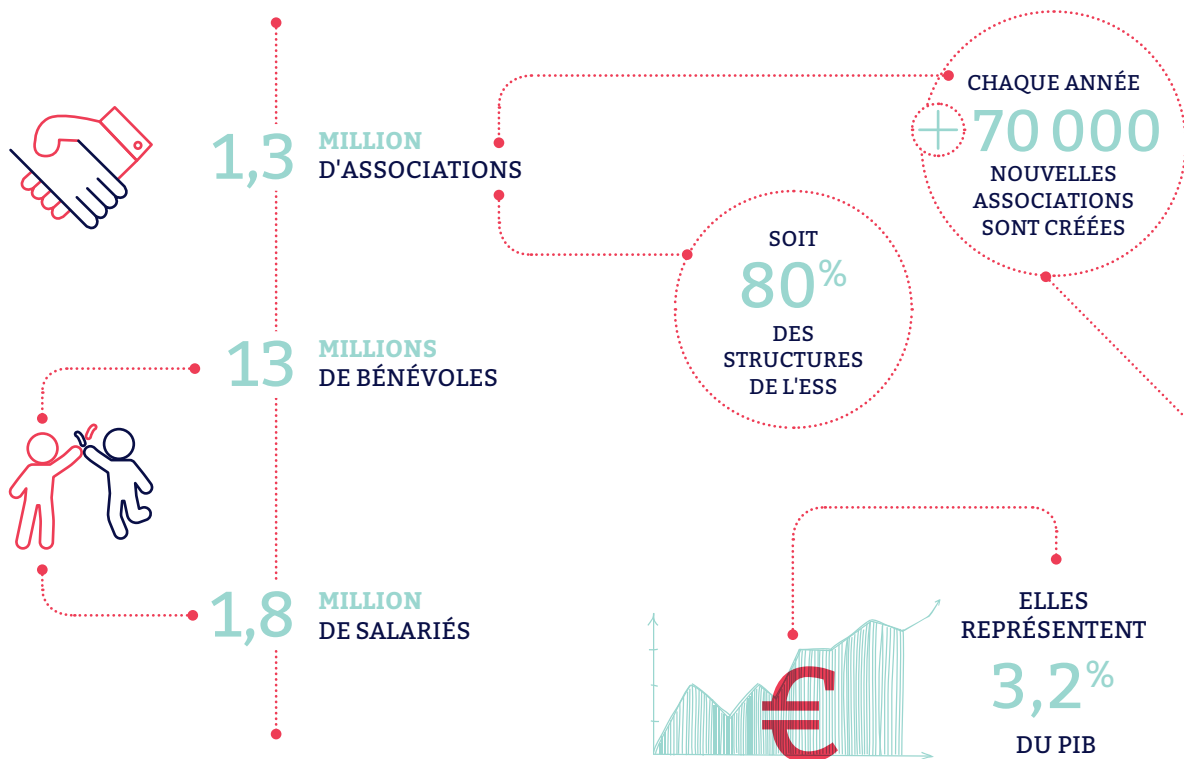 1,3 MILLION
D'ASSOCIATIONS
CHAQUE ANNÉE
+ 70 000
NOUVELLES
ASSOCIATIONS
SONT CRÉÉES
SOIT
80%
DES
STRUCTURES
DE L'ESS
13 MILLIONS
DE BÉNÉVOLES
1,8 MILLION
DE SALARIÉS
€
ELLES
REPRÉSENTENT
3,2%
DU PIB